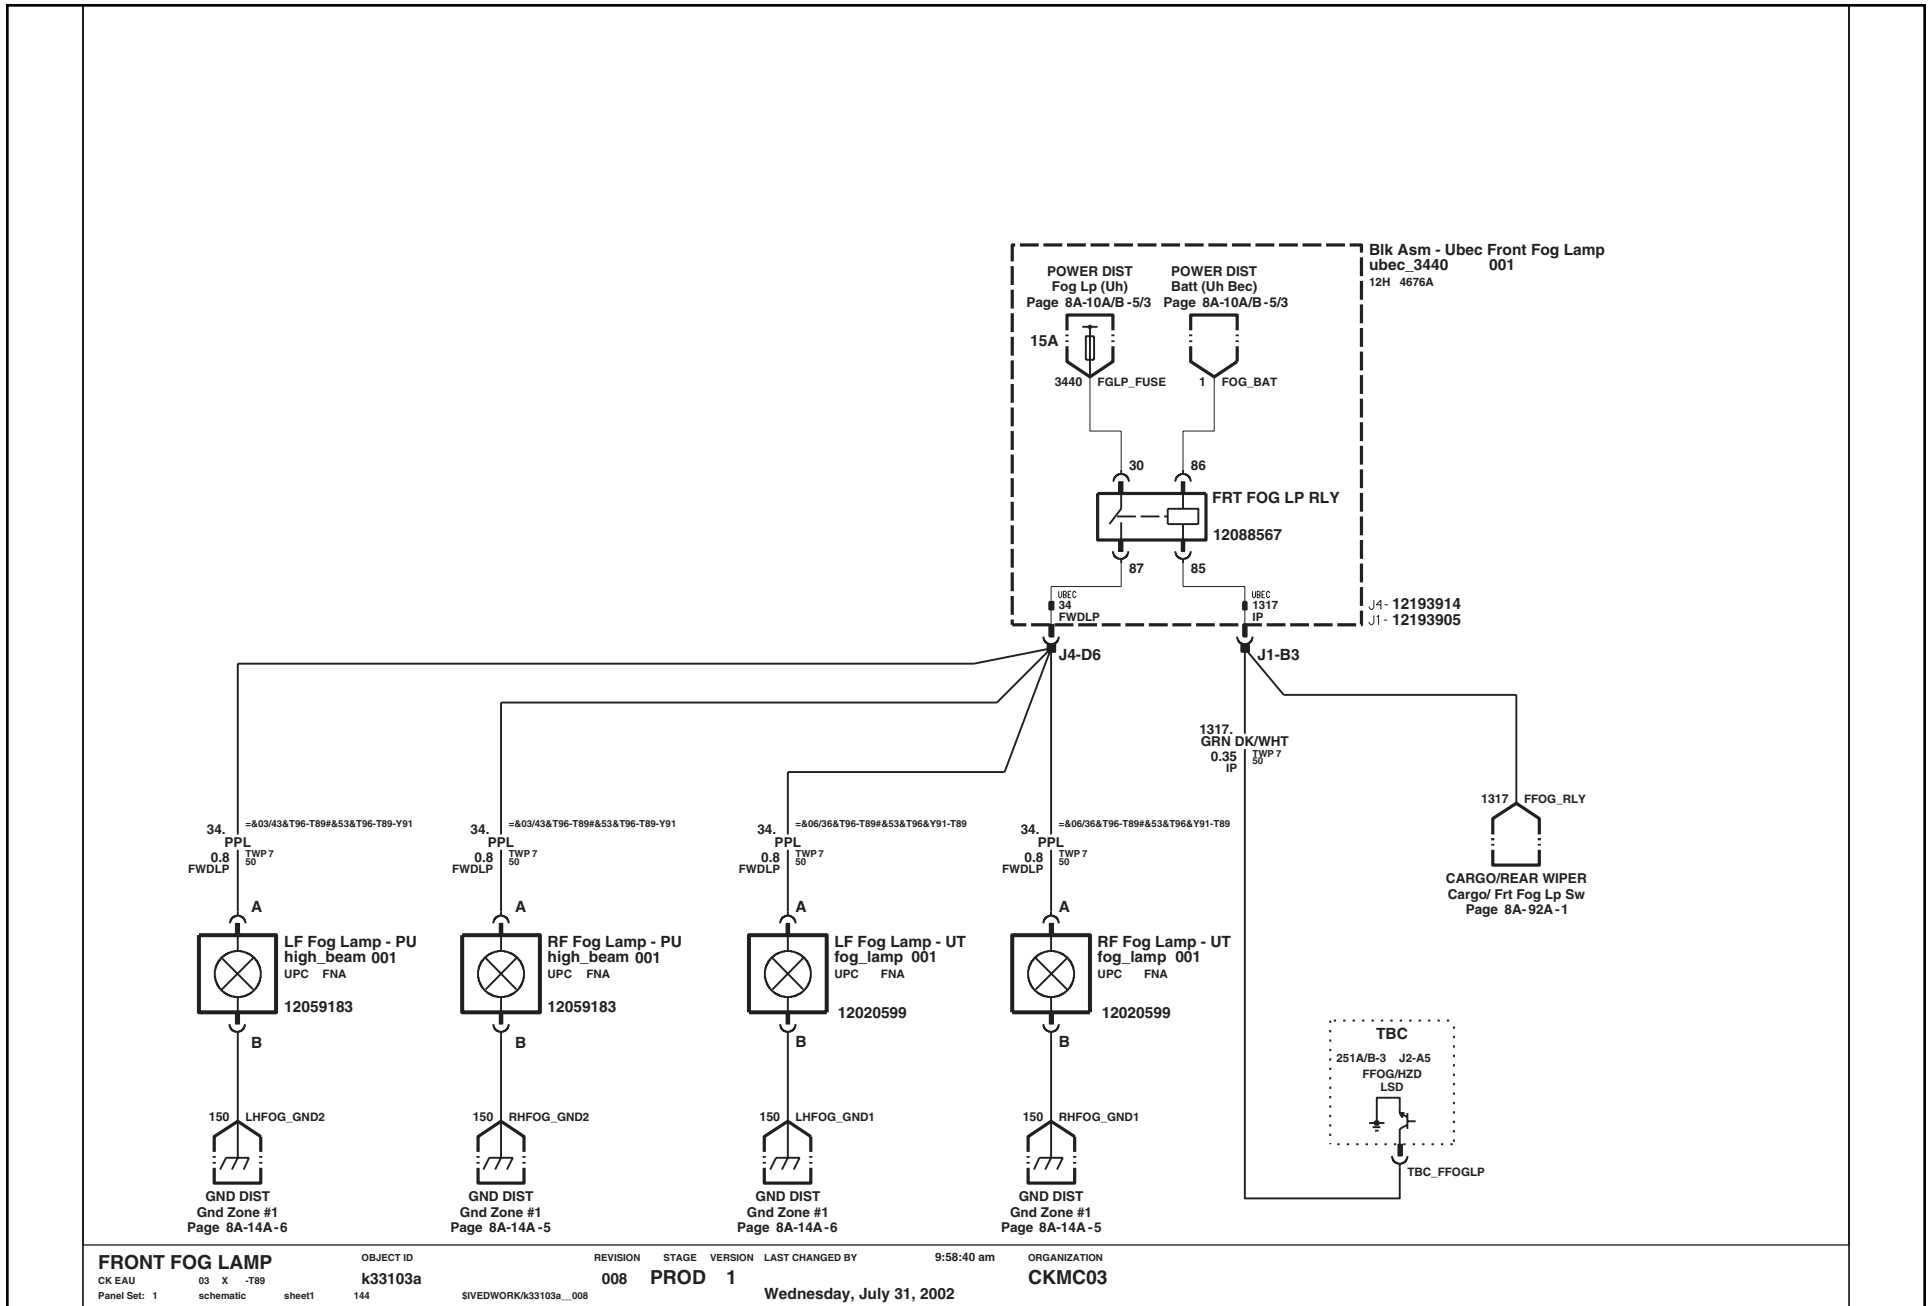 Blk Asm - Ubec Front Fog Lamp
ubec_3440 001
12H 4676A
POWER DIST
Fog Lp (Uh)
Page 8A-10A/B-5/3
POWER DIST
Batt (Uh Bec)
Page 8A-10A/B-5/3
15A
3440 FGLP_FUSE
1 FOG_BAT
30
86
FRT FOG LP RLY
12088567
87
85
UBEC
34
FWDLP
UBEC
1317
IP
J4- 12193914
J1- 12193905
J4-D6
J1-B3
1317.
GRN DK/WHT
0.35 TWP 7
IP 50
1317 FFOG_RLY
CARGO/REAR WIPER
Cargo/ Frt Fog Lp Sw
Page 8A-92A-1
34. =&03/43&T96-T89#&53&T96-T89-Y91
PPL
0.8 TWP 7
FWDLP 50
A
LF Fog Lamp - PU
high_beam 001
UPC FNA
12059183
B
150 LHFOG_GND2
GND DIST
Gnd Zone #1
Page 8A-14A-6
34. =&03/43&T96-T89#&53&T96-T89-Y91
PPL
0.8 TWP 7
FWDLP 50
A
RF Fog Lamp - PU
high_beam 001
UPC FNA
12059183
B
150 RHFOG_GND2
GND DIST
Gnd Zone #1
Page 8A-14A-5
34. =&06/36&T96-T89#&53&T96&Y91-T89
PPL
0.8 TWP 7
FWDLP 50
A
LF Fog Lamp - UT
fog_lamp 001
UPC FNA
12020599
B
150 LHFOG_GND1
GND DIST
Gnd Zone #1
Page 8A-14A-6
34. =&06/36&T96-T89#&53&T96&Y91-T89
PPL
0.8 TWP 7
FWDLP 50
A
RF Fog Lamp - UT
fog_lamp 001
UPC FNA
12020599
B
150 RHFOG_GND1
GND DIST
Gnd Zone #1
Page 8A-14A-5
TBC
251A/B-3 J2-A5
FFOG/HZD
LSD
TBC_FFOGLP
FRONT FOG LAMP OBJECT ID REVISION STAGE VERSION LAST CHANGED BY 9:58:40 am ORGANIZATION
CK EAU 03 X -T89 k33103a 008 PROD 1 CKMC03
Panel Set: 1 schematic sheet1 144 $IVEDWORK/k33103a__008 Wednesday, July 31, 2002